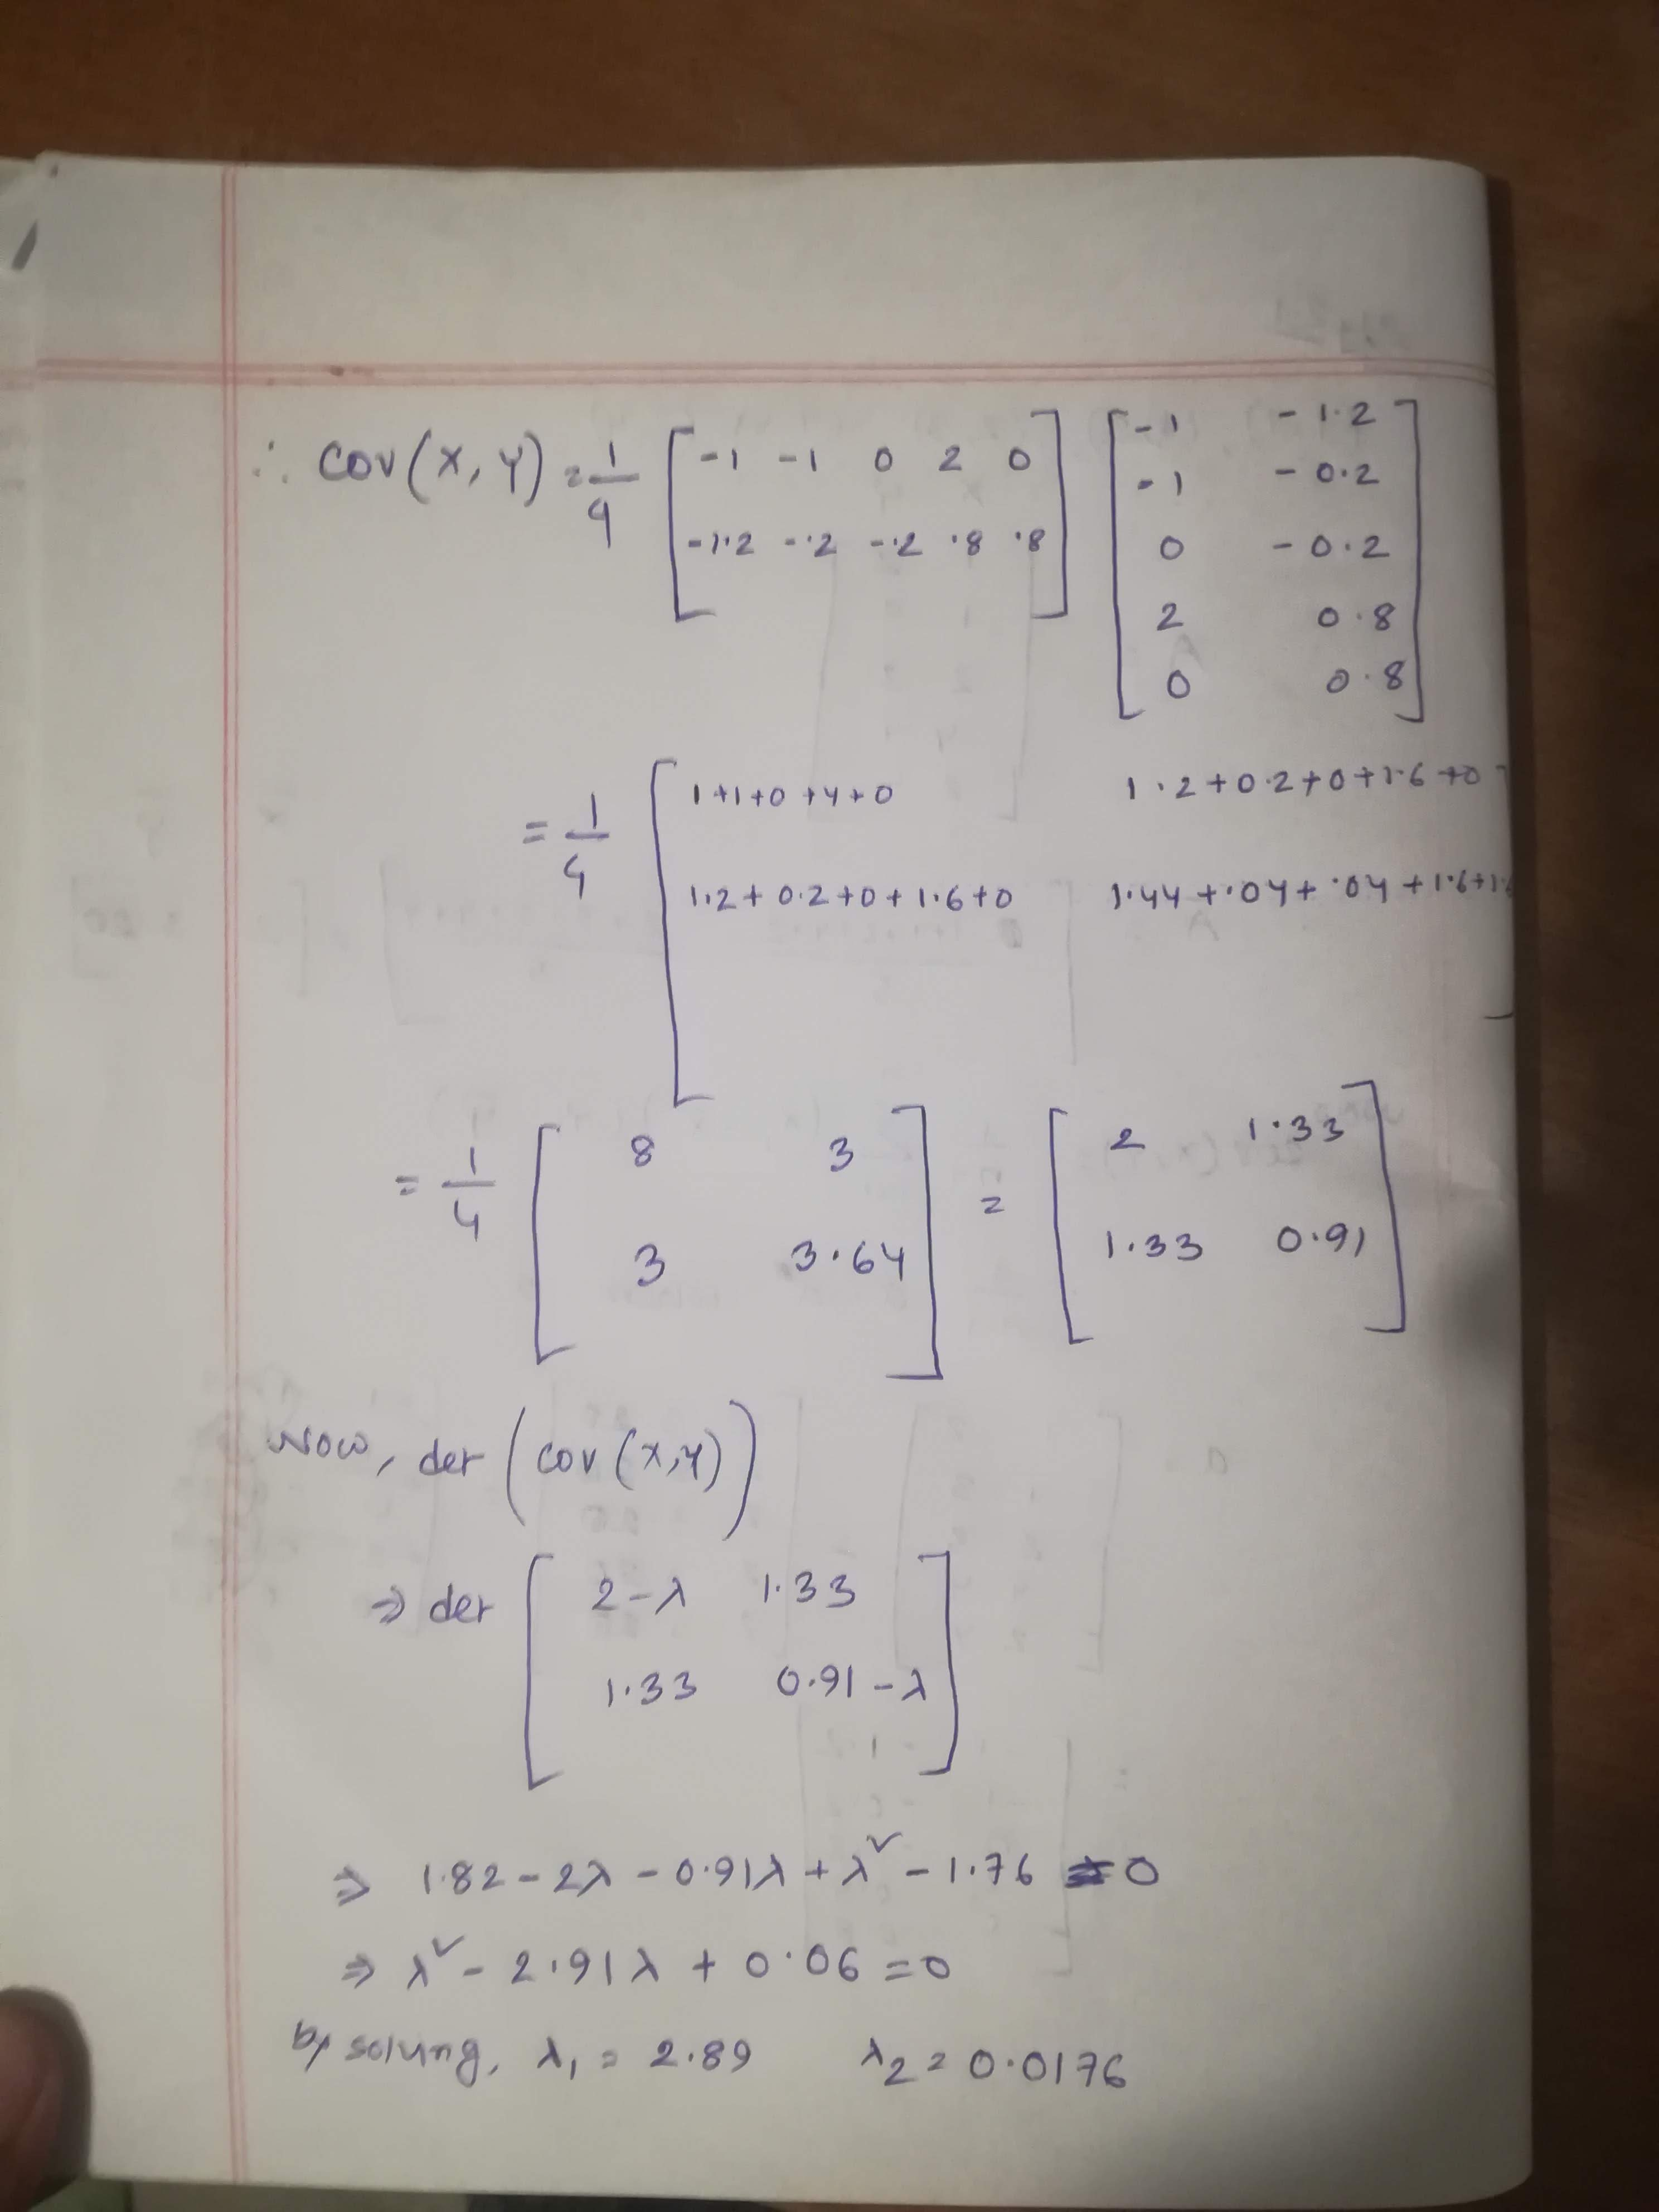 ∴ cov(x, y) = 1/4 [ -1 -1 0 2 0 ; -1.2 -.2 -.2 .8 .8 ] [ -1 -1.2 ; -1 -0.2 ; 0 -0.2 ; 2 0.8 ; 0 0.8 ]
= 1/4 [ 1+1+0+4+0 1.2+0.2+0+1.6+0 ; 1.2+0.2+0+1.6+0 1.44+.04+.04+1.6+1.6
= 1/4 [ 8 3 ; 3 3.64 ] = [ 2 1.33 ; 1.33 0.91 ]
Now, det (cov(x,y))
⇒ det [ 2-λ 1.33 ; 1.33 0.91-λ ]
⇒ 1.82 - 2λ - 0.91λ + λ² - 1.76 = 0
⇒ λ² - 2.91λ + 0.06 = 0
by solving, λ₁ = 2.89 λ₂ = 0.0176